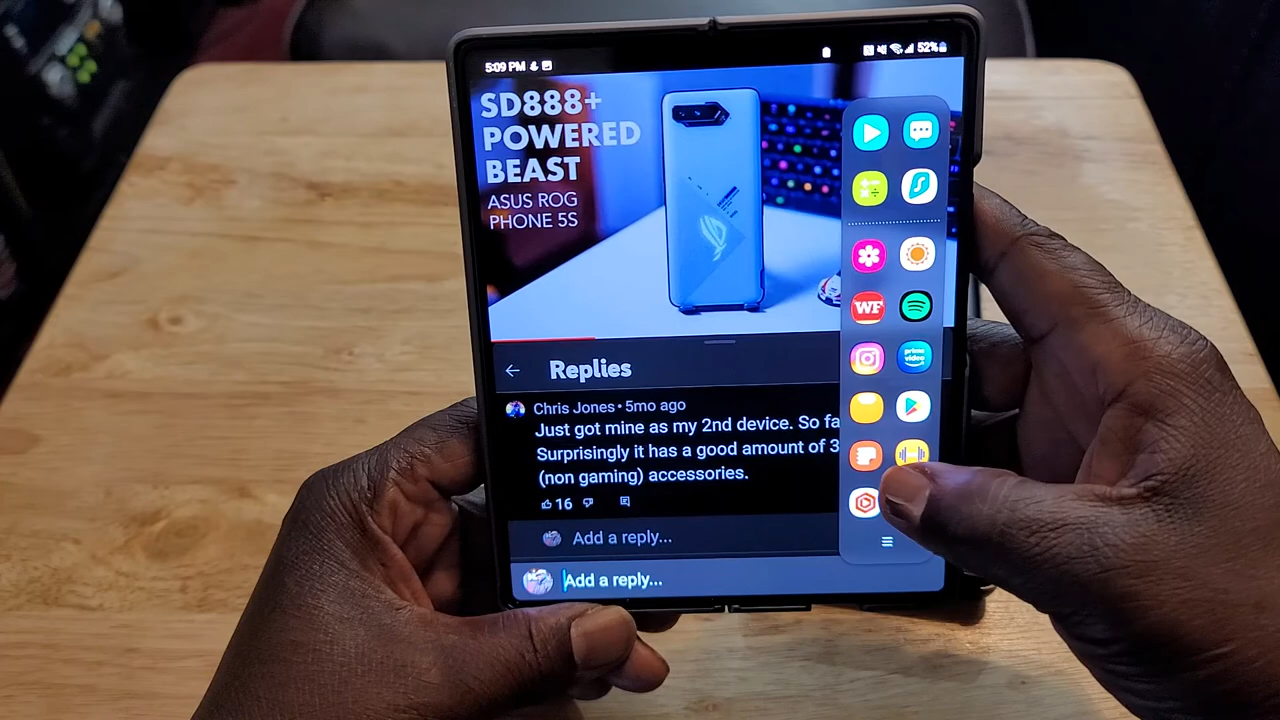 5:09 PM
52%
SD888+
POWERED
BEAST
ASUS ROG
PHONE 5S
WF
prime
video
Replies
Chris Jones • 5mo ago
Just got mine as my 2nd device. So fa
Surprisingly it has a good amount of 3
(non gaming) accessories.
16
Add a reply...
Add a reply...